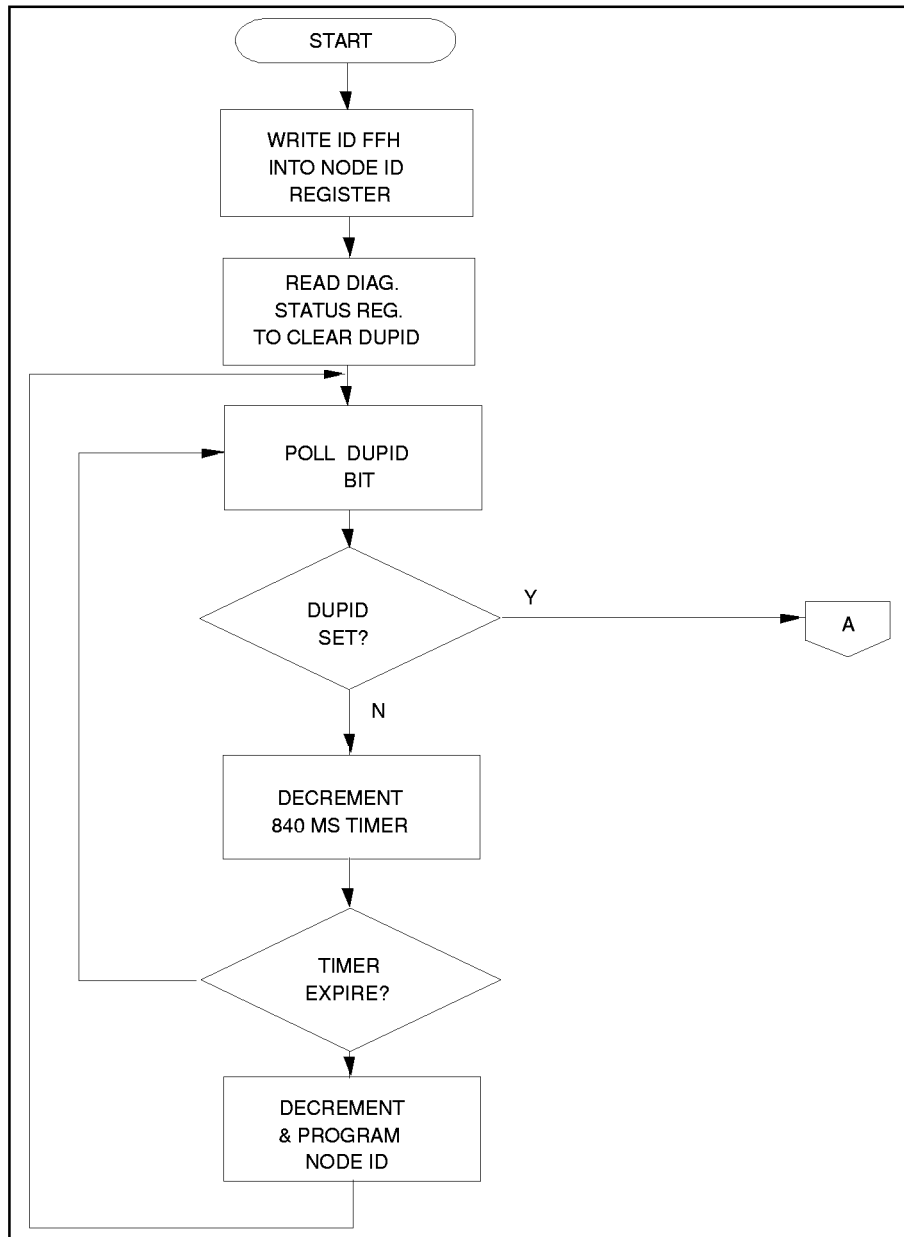 START
WRITE ID FFH
INTO NODE ID
REGISTER
READ DIAG.
STATUS REG.
TO CLEAR DUPID
POLL DUPID
BIT
DUPID
SET?
Y
A
N
DECREMENT
840 MS TIMER
TIMER
EXPIRE?
DECREMENT
& PROGRAM
NODE ID